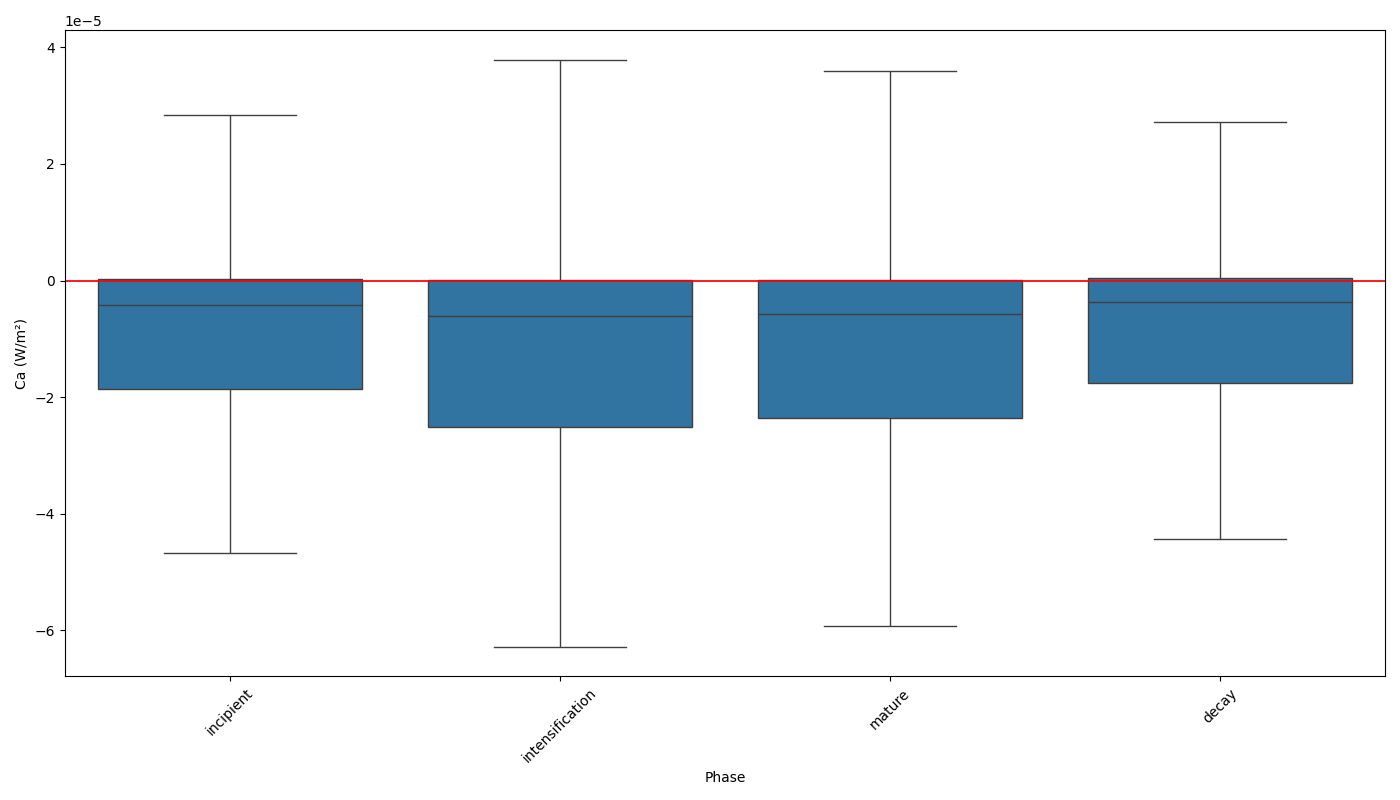 1e−5
4
2
0
−2
−4
−6
Ca (W/m²)
incipient
intensification
mature
decay
Phase